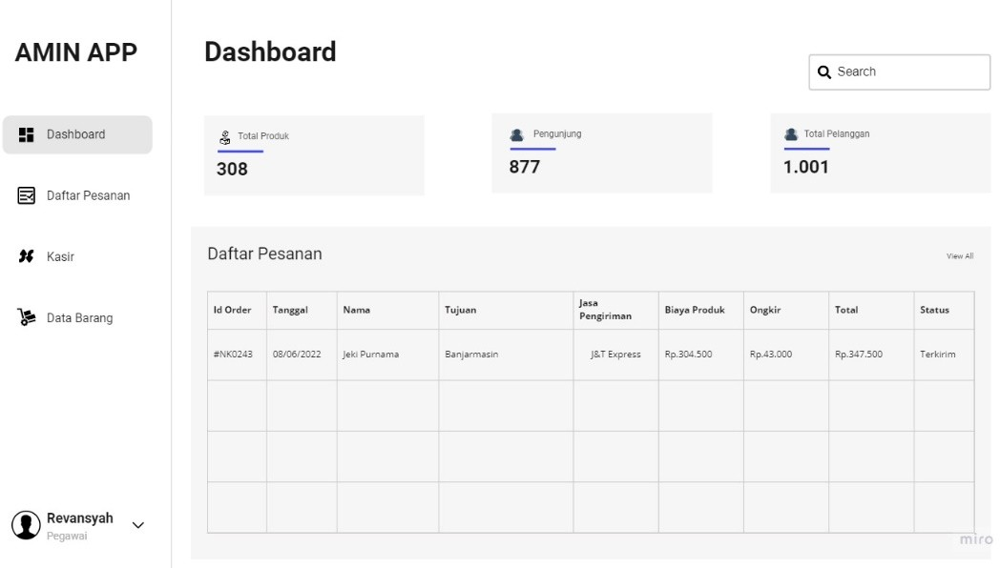 AMIN APP
Dashboard
Search
Dashboard
Daftar Pesanan
Kasir
Data Barang
Revansyah
Pegawai
Total Produk
308
Pengunjung
877
Total Pelanggan
1.001
Daftar Pesanan
View All
Id Order Tanggal Nama Tujuan Jasa Pengiriman Biaya Produk Ongkir Total Status
#NK0243 08/06/2022 Jeki Purnama Banjarmasin J&T Express Rp.304.500 Rp.43.000 Rp.347.500 Terkirim
miro